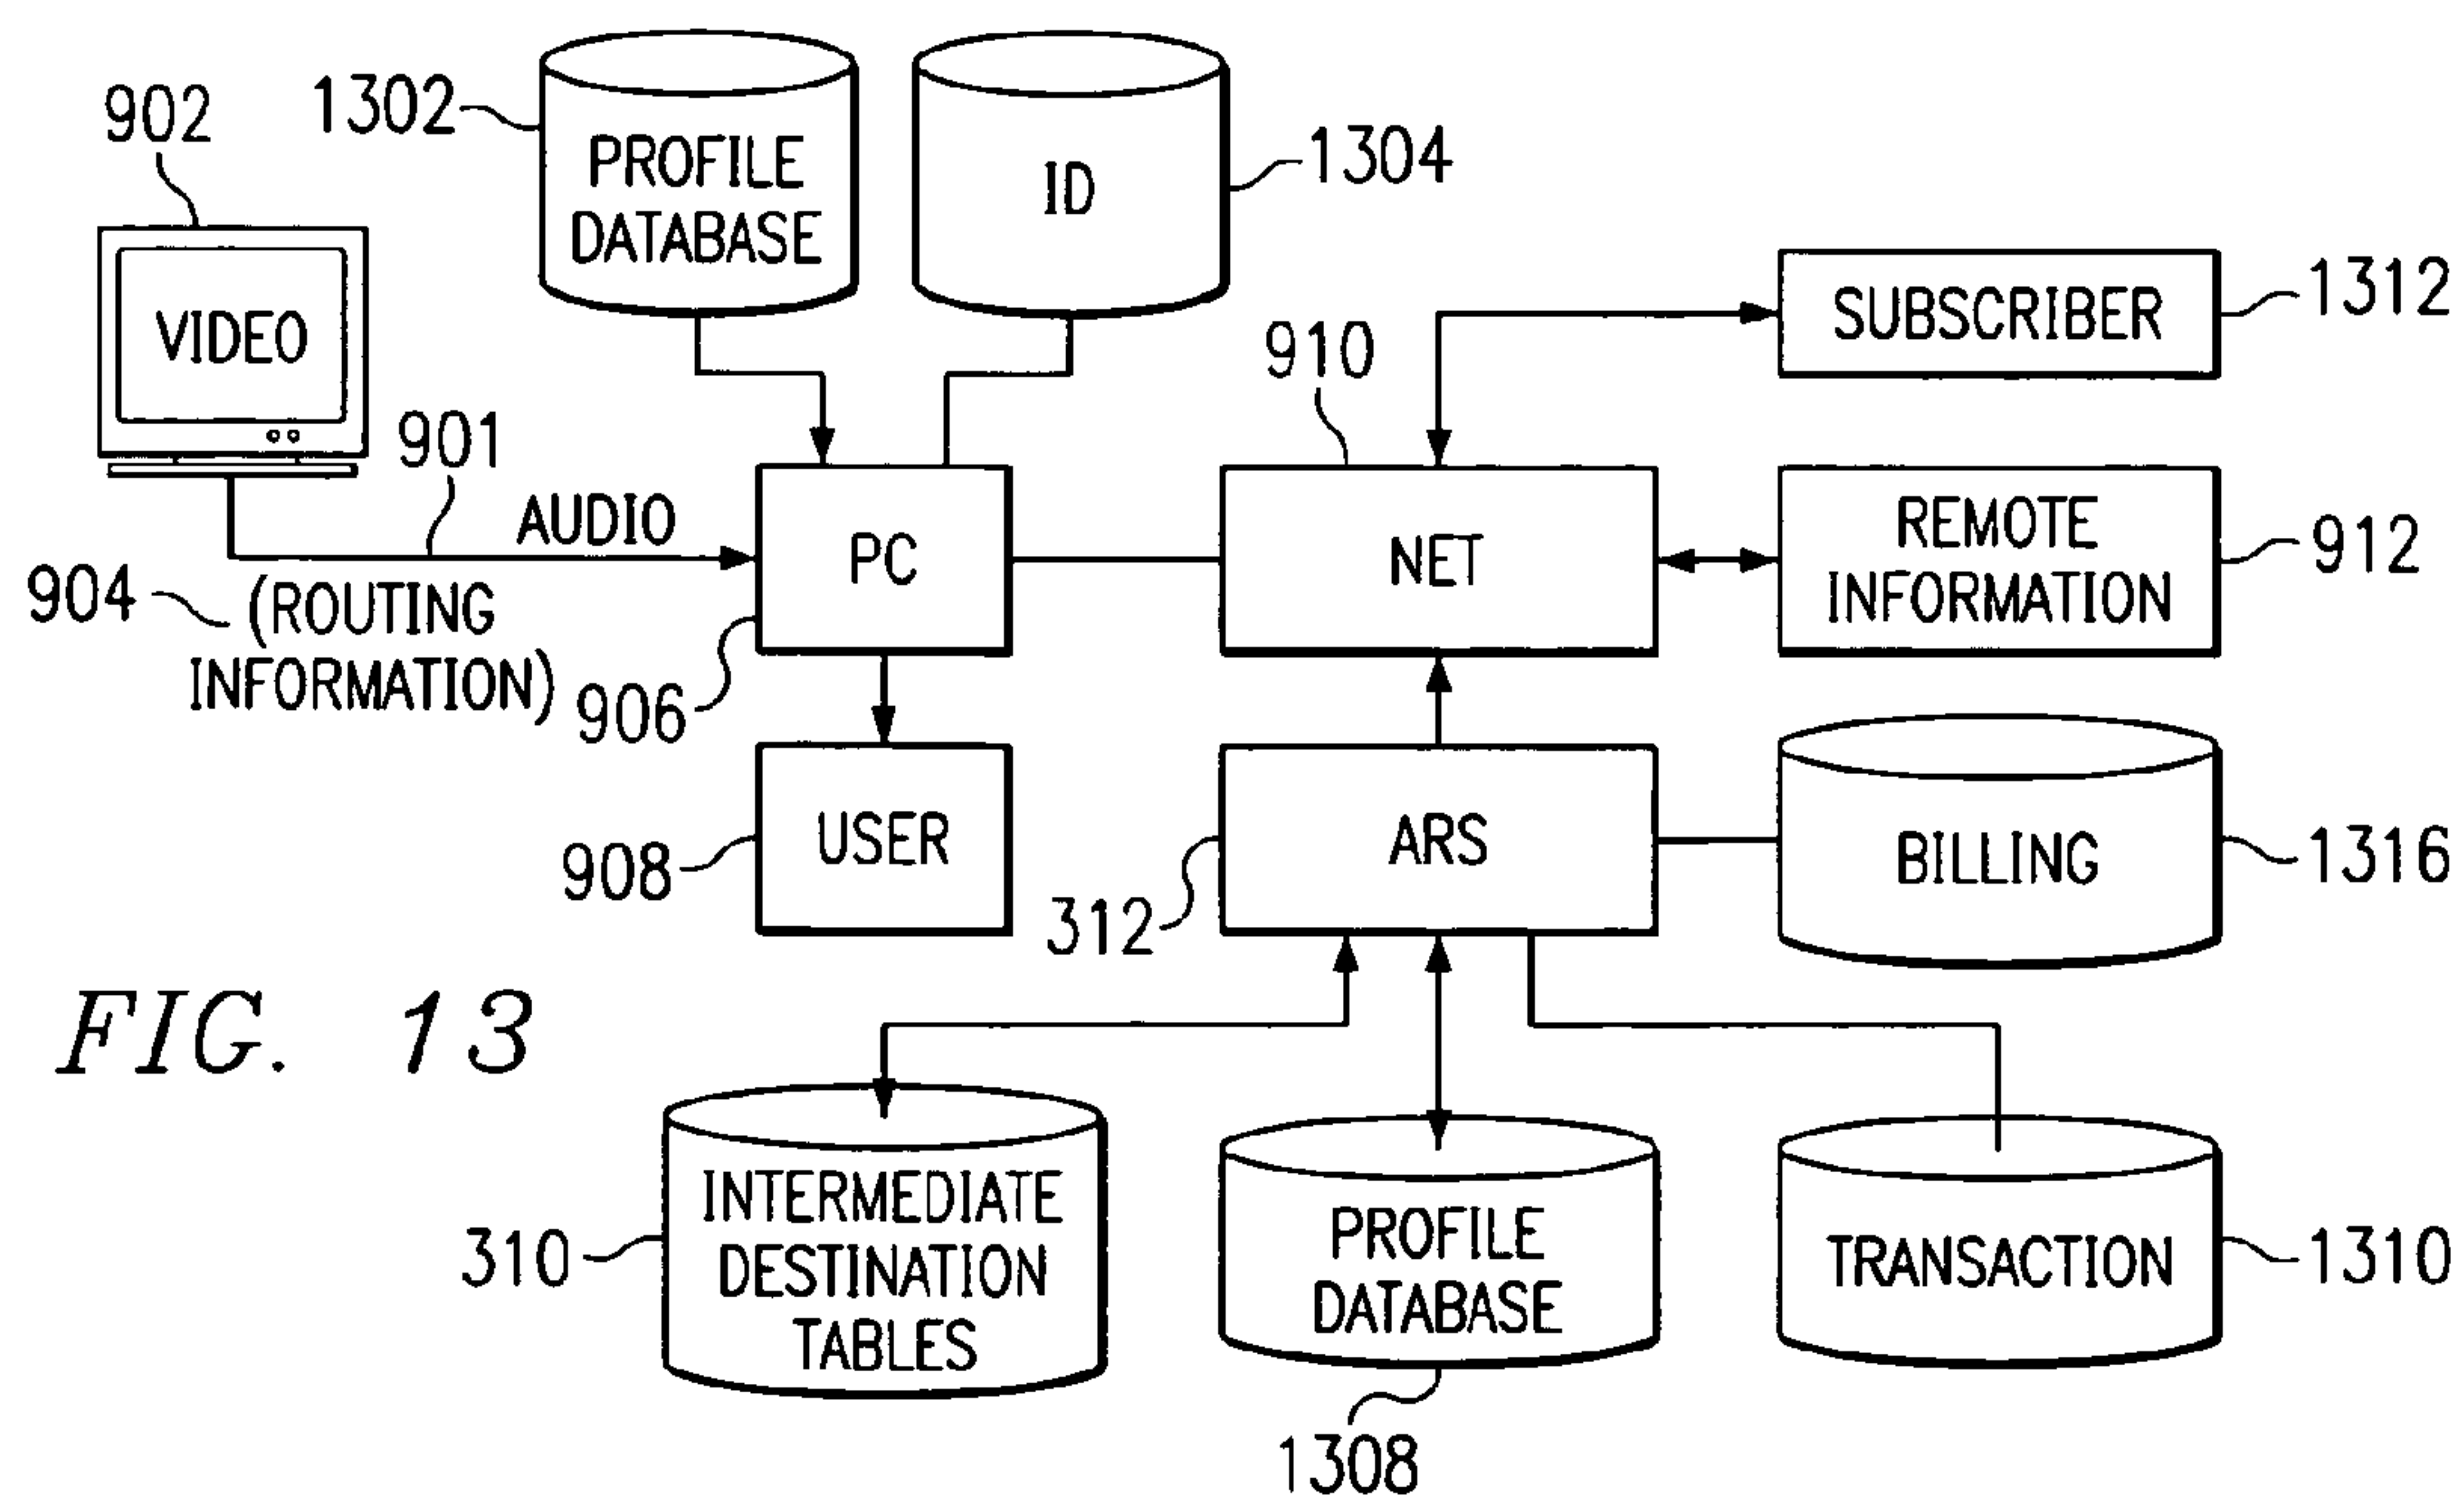 902
1302
PROFILE
DATABASE
ID
1304
VIDEO
SUBSCRIBER
1312
910
901
AUDIO
904
(ROUTING
INFORMATION)
906
PC
NET
REMOTE
INFORMATION
912
908
USER
312
ARS
BILLING
1316
FIG. 13
310
INTERMEDIATE
DESTINATION
TABLES
PROFILE
DATABASE
1308
TRANSACTION
1310